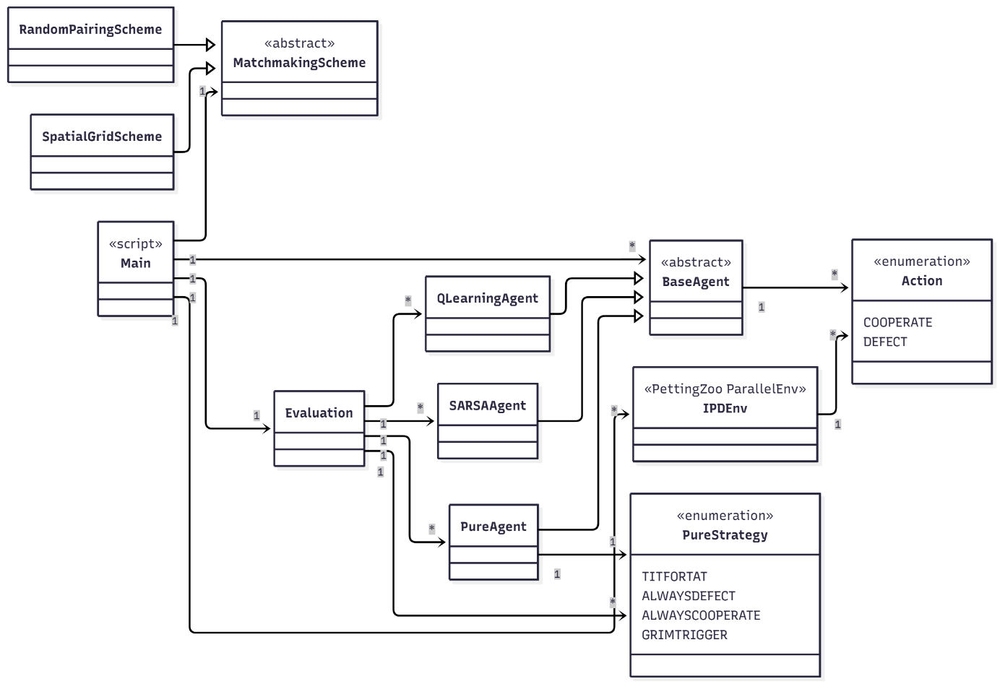 RandomPairingScheme
«abstract»
MatchmakingScheme
1
SpatialGridScheme
«script»
Main
1
1
1
1
*
«abstract»
BaseAgent
*
1
«enumeration»
Action
COOPERATE
DEFECT
*
QLearningAgent
*
1
Evaluation
1
1
1
1
*
SARSAAgent
*
«PettingZoo ParallelEnv»
IPDEnv
*
1
*
PureAgent
1
1
*
«enumeration»
PureStrategy
TITFORTAT
ALWAYSDEFECT
ALWAYSCOOPERATE
GRIMTRIGGER